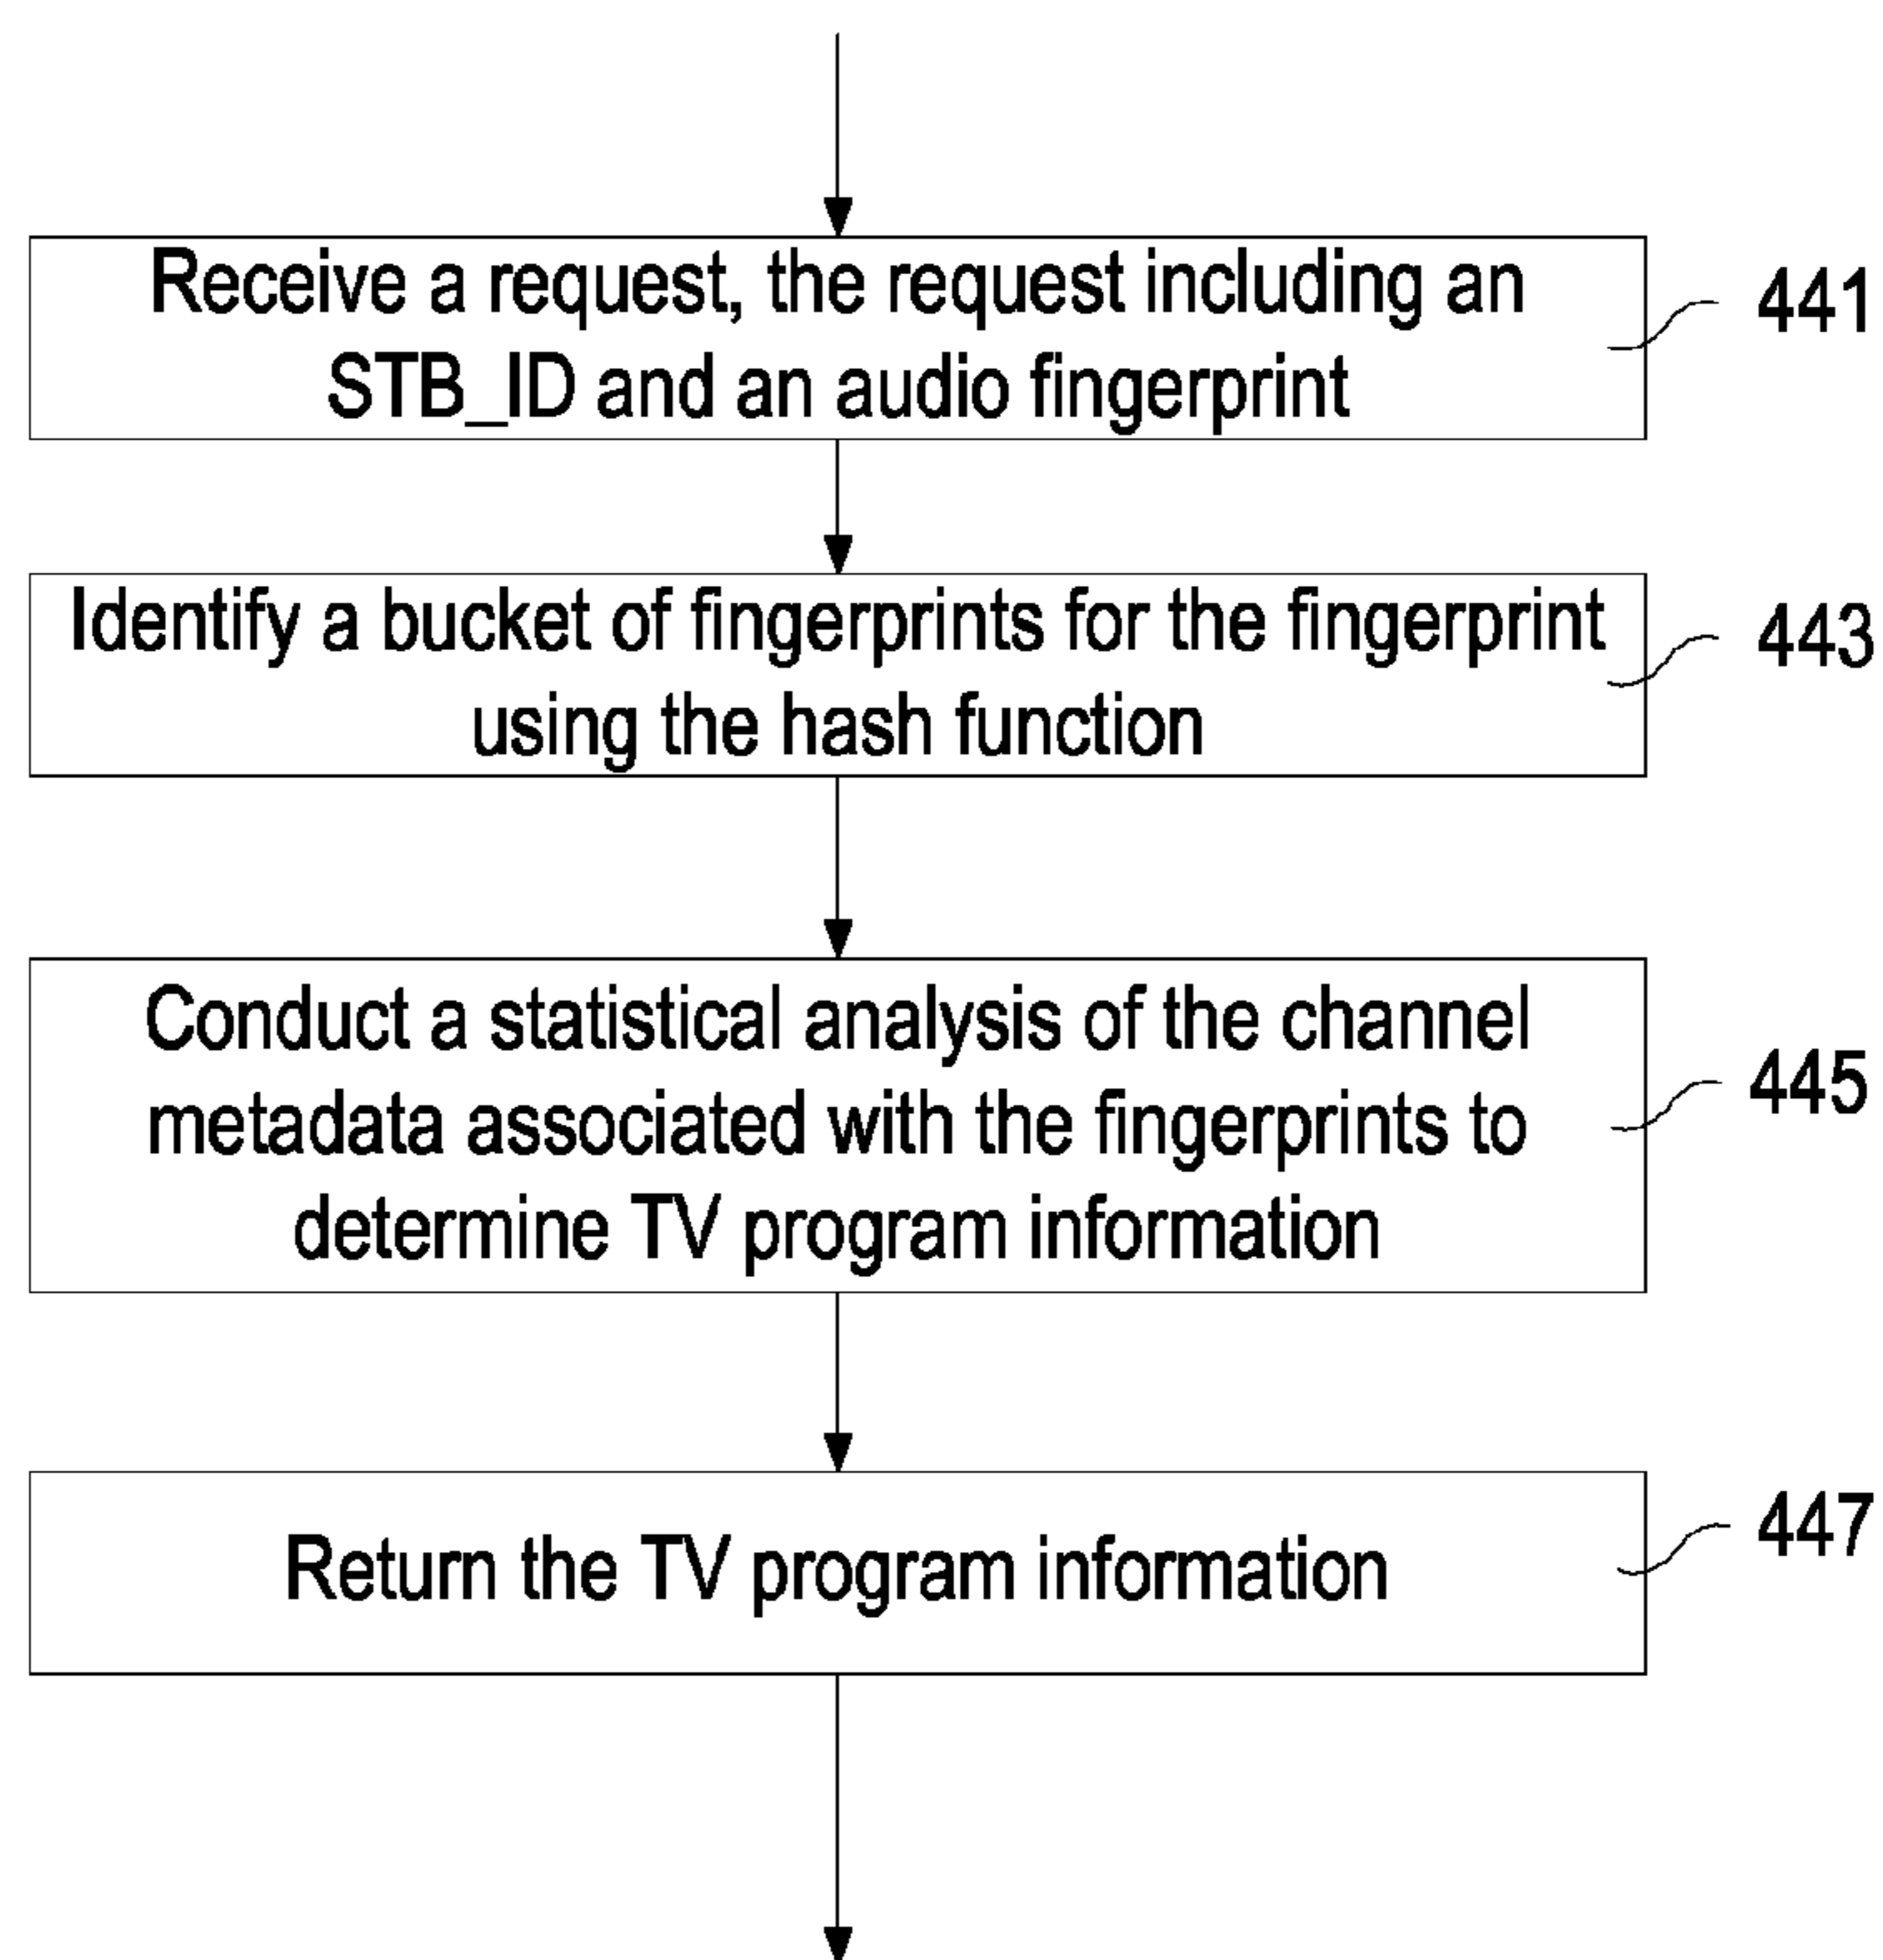 Receive a request, the request including an
STB_ID and an audio fingerprint
441
Identify a bucket of fingerprints for the fingerprint
using the hash function
443
Conduct a statistical analysis of the channel
metadata associated with the fingerprints to
determine TV program information
445
Return the TV program information
447